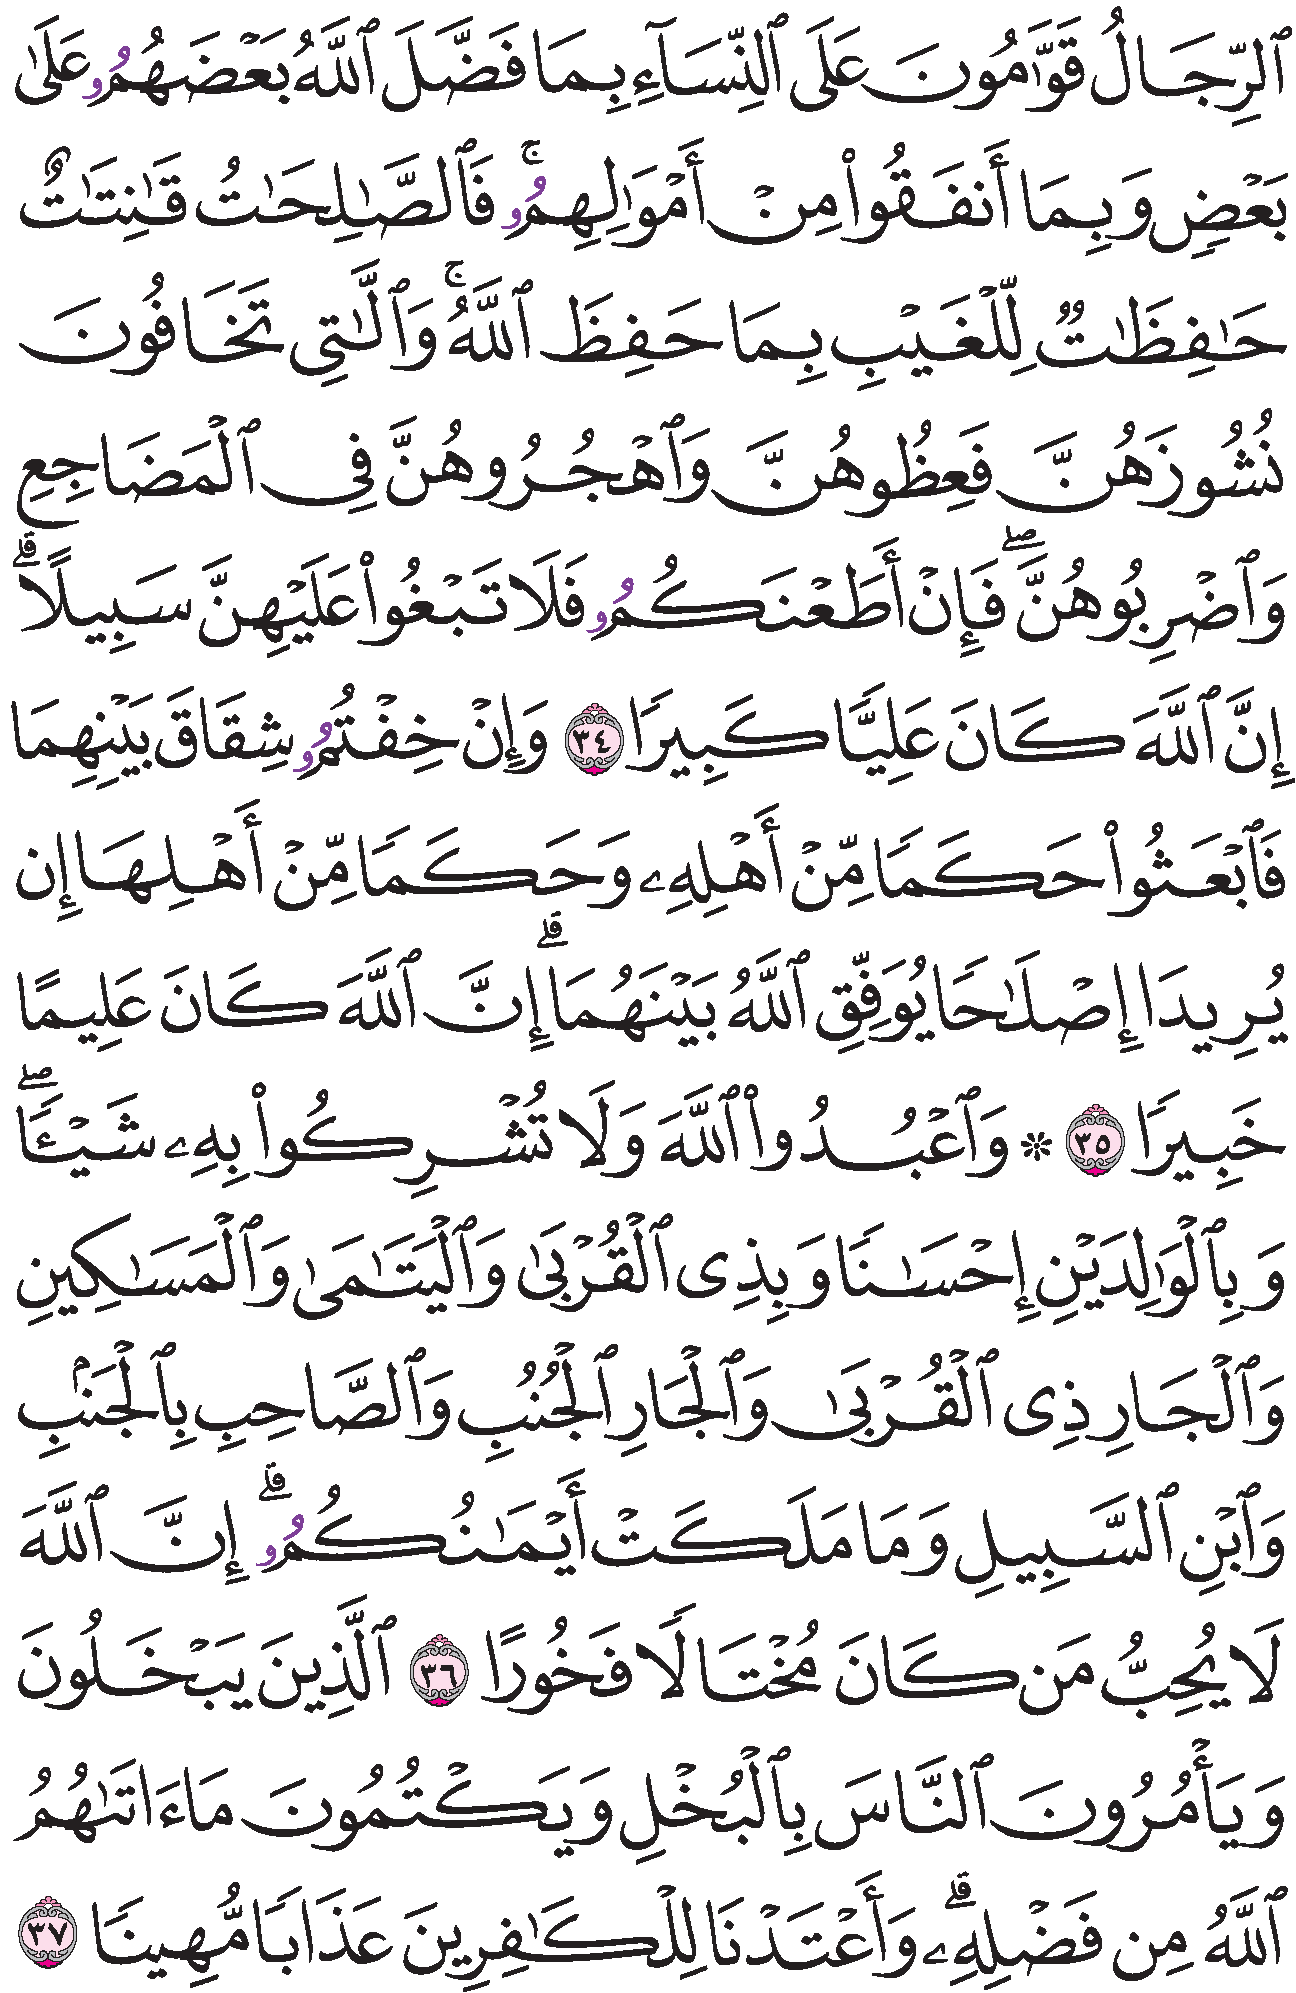 ٱلرِّجَالُ قَوَّٰمُونَ عَلَى ٱلنِّسَآءِ بِمَا فَضَّلَ ٱللَّهُ بَعْضَهُمُۥ عَلَىٰ
بَعْضٍ وَبِمَا أَنفَقُوا۟ مِنْ أَمْوَٰلِهِمُۥۚ فَٱلصَّٰلِحَٰتُ قَٰنِتَٰتٌ
حَٰفِظَٰتٌ لِّلْغَيْبِ بِمَا حَفِظَ ٱللَّهُۚ وَٱلَّٰتِى تَخَافُونَ
نُشُوزَهُنَّ فَعِظُوهُنَّ وَٱهْجُرُوهُنَّ فِى ٱلْمَضَاجِعِ
وَٱضْرِبُوهُنَّۖ فَإِنْ أَطَعْنَكُمُۥ فَلَا تَبْغُوا۟ عَلَيْهِنَّ سَبِيلًاۗ
إِنَّ ٱللَّهَ كَانَ عَلِيًّا كَبِيرًا ٣٤ وَإِنْ خِفْتُمُۥ شِقَاقَ بَيْنِهِمَا
فَٱبْعَثُوا۟ حَكَمًا مِّنْ أَهْلِهِۦ وَحَكَمًا مِّنْ أَهْلِهَا إِن
يُرِيدَا إِصْلَٰحًا يُوَفِّقِ ٱللَّهُ بَيْنَهُمَاۗ إِنَّ ٱللَّهَ كَانَ عَلِيمًا
خَبِيرًا ٣٥ ۞ وَٱعْبُدُوا۟ ٱللَّهَ وَلَا تُشْرِكُوا۟ بِهِۦ شَيْـًٔاۖ
وَبِٱلْوَٰلِدَيْنِ إِحْسَٰنًا وَبِذِى ٱلْقُرْبَىٰ وَٱلْيَتَٰمَىٰ وَٱلْمَسَٰكِينِ
وَٱلْجَارِ ذِى ٱلْقُرْبَىٰ وَٱلْجَارِ ٱلْجُنُبِ وَٱلصَّاحِبِ بِٱلْجَنۢبِ
وَٱبْنِ ٱلسَّبِيلِ وَمَا مَلَكَتْ أَيْمَٰنُكُمُۥۗ إِنَّ ٱللَّهَ
لَا يُحِبُّ مَن كَانَ مُخْتَالًا فَخُورًا ٣٦ ٱلَّذِينَ يَبْخَلُونَ
وَيَأْمُرُونَ ٱلنَّاسَ بِٱلْبُخْلِ وَيَكْتُمُونَ مَا ءَاتَىٰهُمُ
ٱللَّهُ مِن فَضْلِهِۦۗ وَأَعْتَدْنَا لِلْكَٰفِرِينَ عَذَابًا مُّهِينًا ٣٧